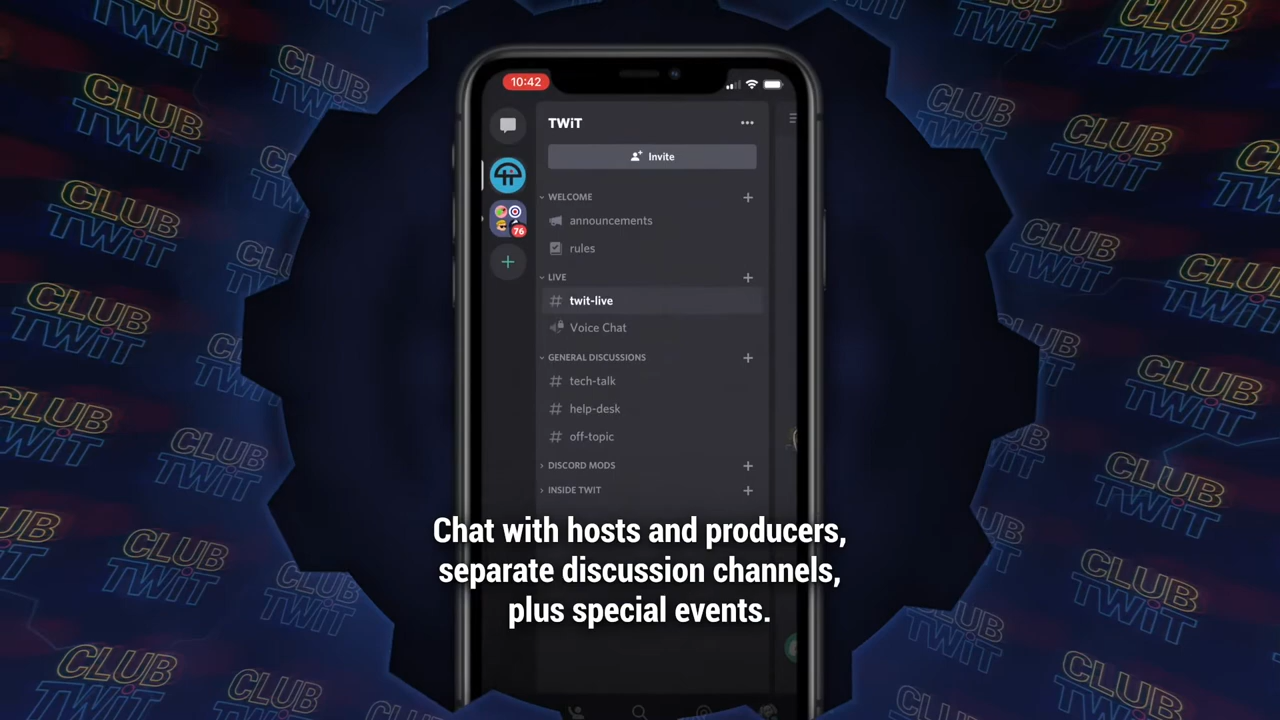 CLUB
TWiT
10:42
TWiT
Invite
WELCOME
announcements
rules
76
LIVE
twit-live
Voice Chat
GENERAL DISCUSSIONS
tech-talk
help-desk
off-topic
DISCORD MODS
INSIDE TWIT
Chat with hosts and producers,
separate discussion channels,
plus special events.